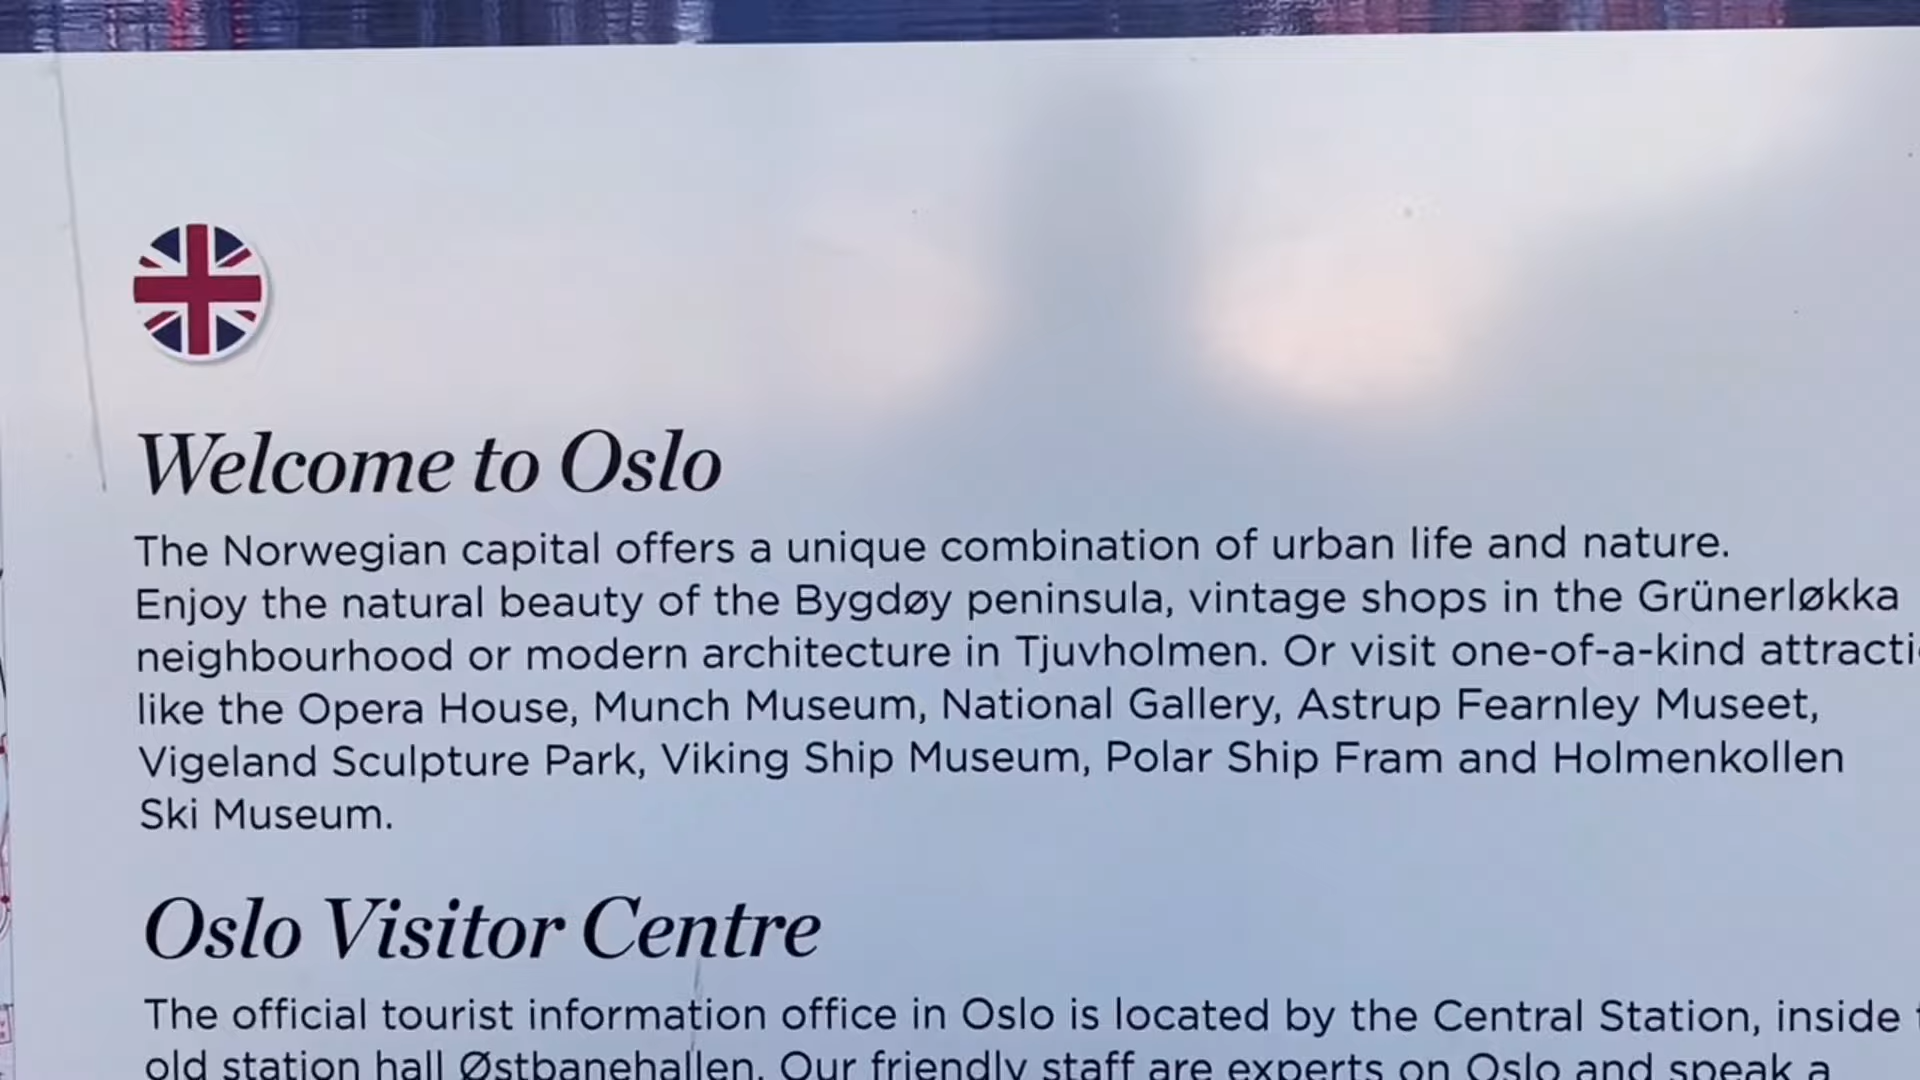 Welcome to Oslo
The Norwegian capital offers a unique combination of urban life and nature.
Enjoy the natural beauty of the Bygdøy peninsula, vintage shops in the Grünerløkka
neighbourhood or modern architecture in Tjuvholmen. Or visit one-of-a-kind
like the Opera House, Munch Museum, National Gallery, Astrup Fearnley Museet,
Vigeland Sculpture Park, Viking Ship Museum, Polar Ship Fram and Holmenkollen
Ski Museum.
Oslo Visitor Centre
The official tourist information office in Oslo is located by the Central Station, inside
old station hall Østbanehallen. Our friendly staff are experts on Oslo and speak a